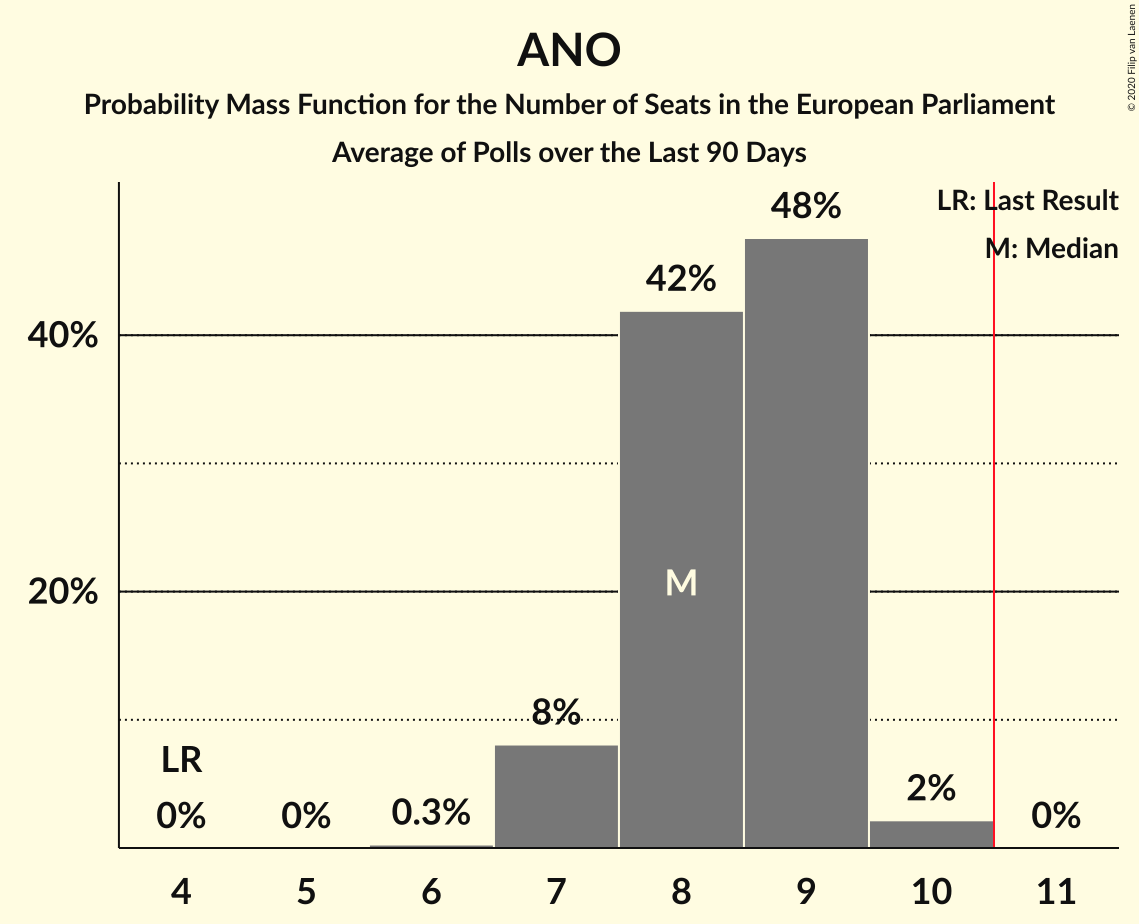 ANO
Probability Mass Function for the Number of Seats in the European Parliament
Average of Polls over the Last 90 Days
© 2020 Filip van Laenen
LR: Last Result
M: Median
48%
42%
40%
20%
M
8%
LR
0%
0%
0.3%
2%
0%
4 5 6 7 8 9 10 11